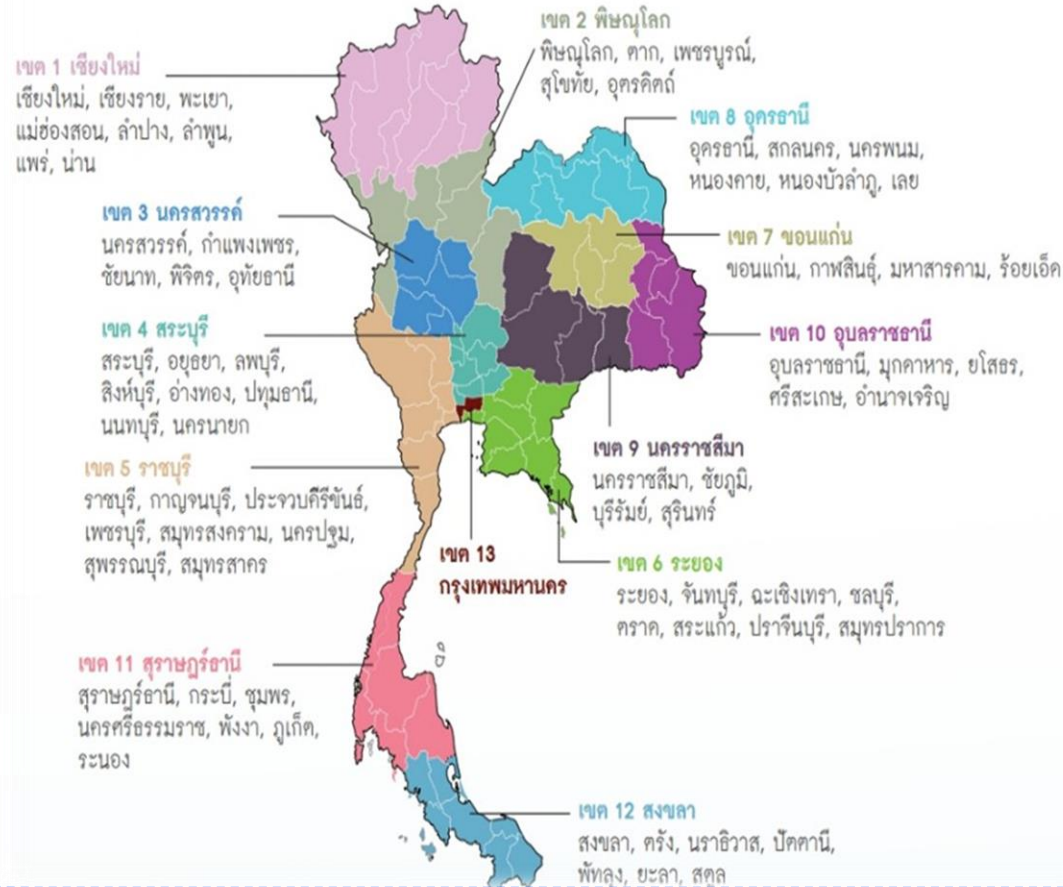 เขต 1 เชียงใหม่
เชียงใหม่, เชียงราย, พะเยา,
แม่ฮ่องสอน, ลำปาง, ลำพูน,
แพร่, น่าน
เขต 2 พิษณุโลก
พิษณุโลก, ตาก, เพชรบูรณ์,
สุโขทัย, อุตรดิตถ์
เขต 8 อุดรธานี
อุดรธานี, สกลนคร, นครพนม,
หนองคาย, หนองบัวลำภู, เลย
เขต 3 นครสวรรค์
นครสวรรค์, กำแพงเพชร,
ชัยนาท, พิจิตร, อุทัยธานี
เขต 7 ขอนแก่น
ขอนแก่น, กาฬสินธุ์, มหาสารคาม, ร้อยเอ็ด
เขต 4 สระบุรี
สระบุรี, อยุธยา, ลพบุรี,
สิงห์บุรี, อ่างทอง, ปทุมธานี,
นนทบุรี, นครนายก
เขต 10 อุบลราชธานี
อุบลราชธานี, มุกดาหาร, ยโสธร,
ศรีสะเกษ, อำนาจเจริญ
เขต 9 นครราชสีมา
นครราชสีมา, ชัยภูมิ,
บุรีรัมย์, สุรินทร์
เขต 5 ราชบุรี
ราชบุรี, กาญจนบุรี, ประจวบคีรีขันธ์,
เพชรบุรี, สมุทรสงคราม, นครปฐม,
สุพรรณบุรี, สมุทรสาคร
เขต 13
กรุงเทพมหานคร
เขต 6 ระยอง
ระยอง, จันทบุรี, ฉะเชิงเทรา, ชลบุรี,
ตราด, สระแก้ว, ปราจีนบุรี, สมุทรปราการ
เขต 11 สุราษฎร์ธานี
สุราษฎร์ธานี, กระบี่, ชุมพร,
นครศรีธรรมราช, พังงา, ภูเก็ต,
ระนอง
เขต 12 สงขลา
สงขลา, ตรัง, นราธิวาส, ปัตตานี,
พัทลุง, ยะลา, สตูล